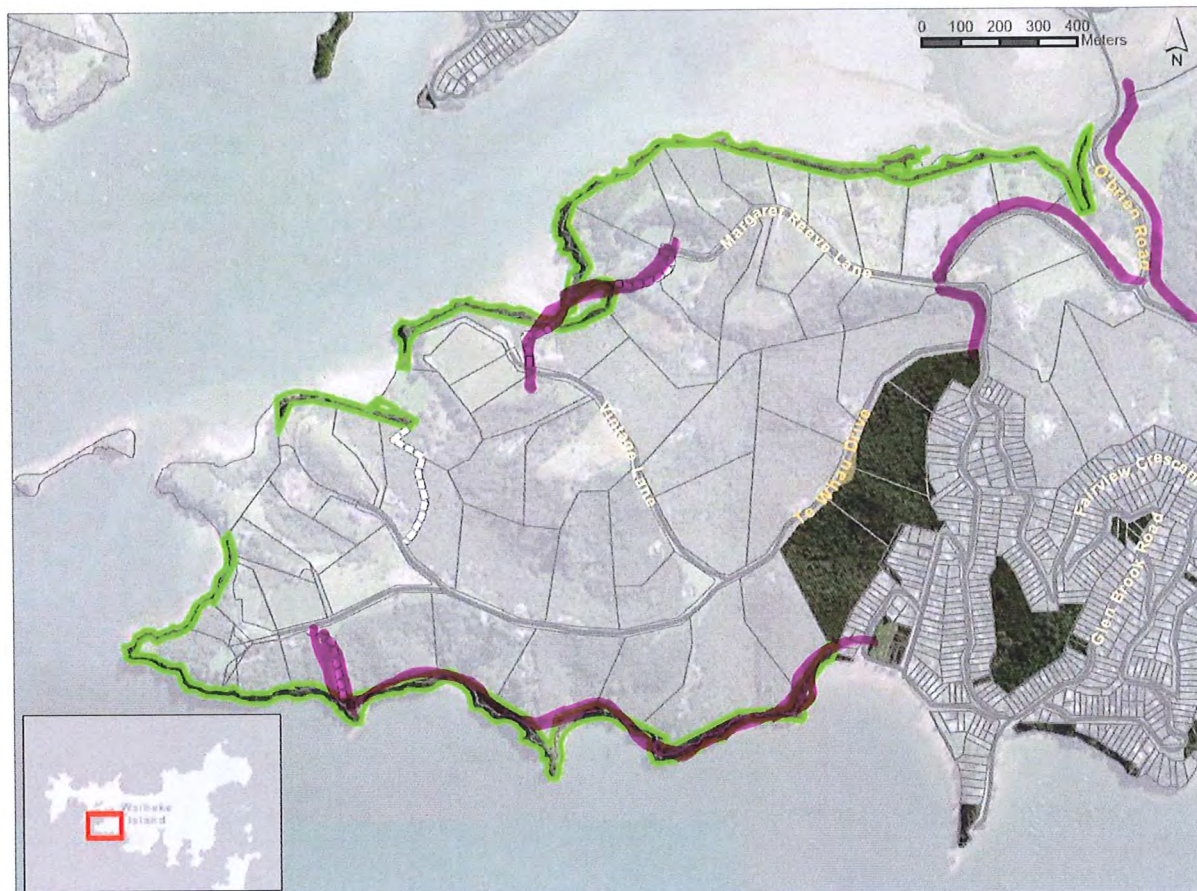 0 100 200 300 400
Meters
N
O'brien Road
Margaret Reeve Lane
Vintage Lane
Te Whau Drive
Fairview Crescent
Glen Brook Road
Waiheke
Island